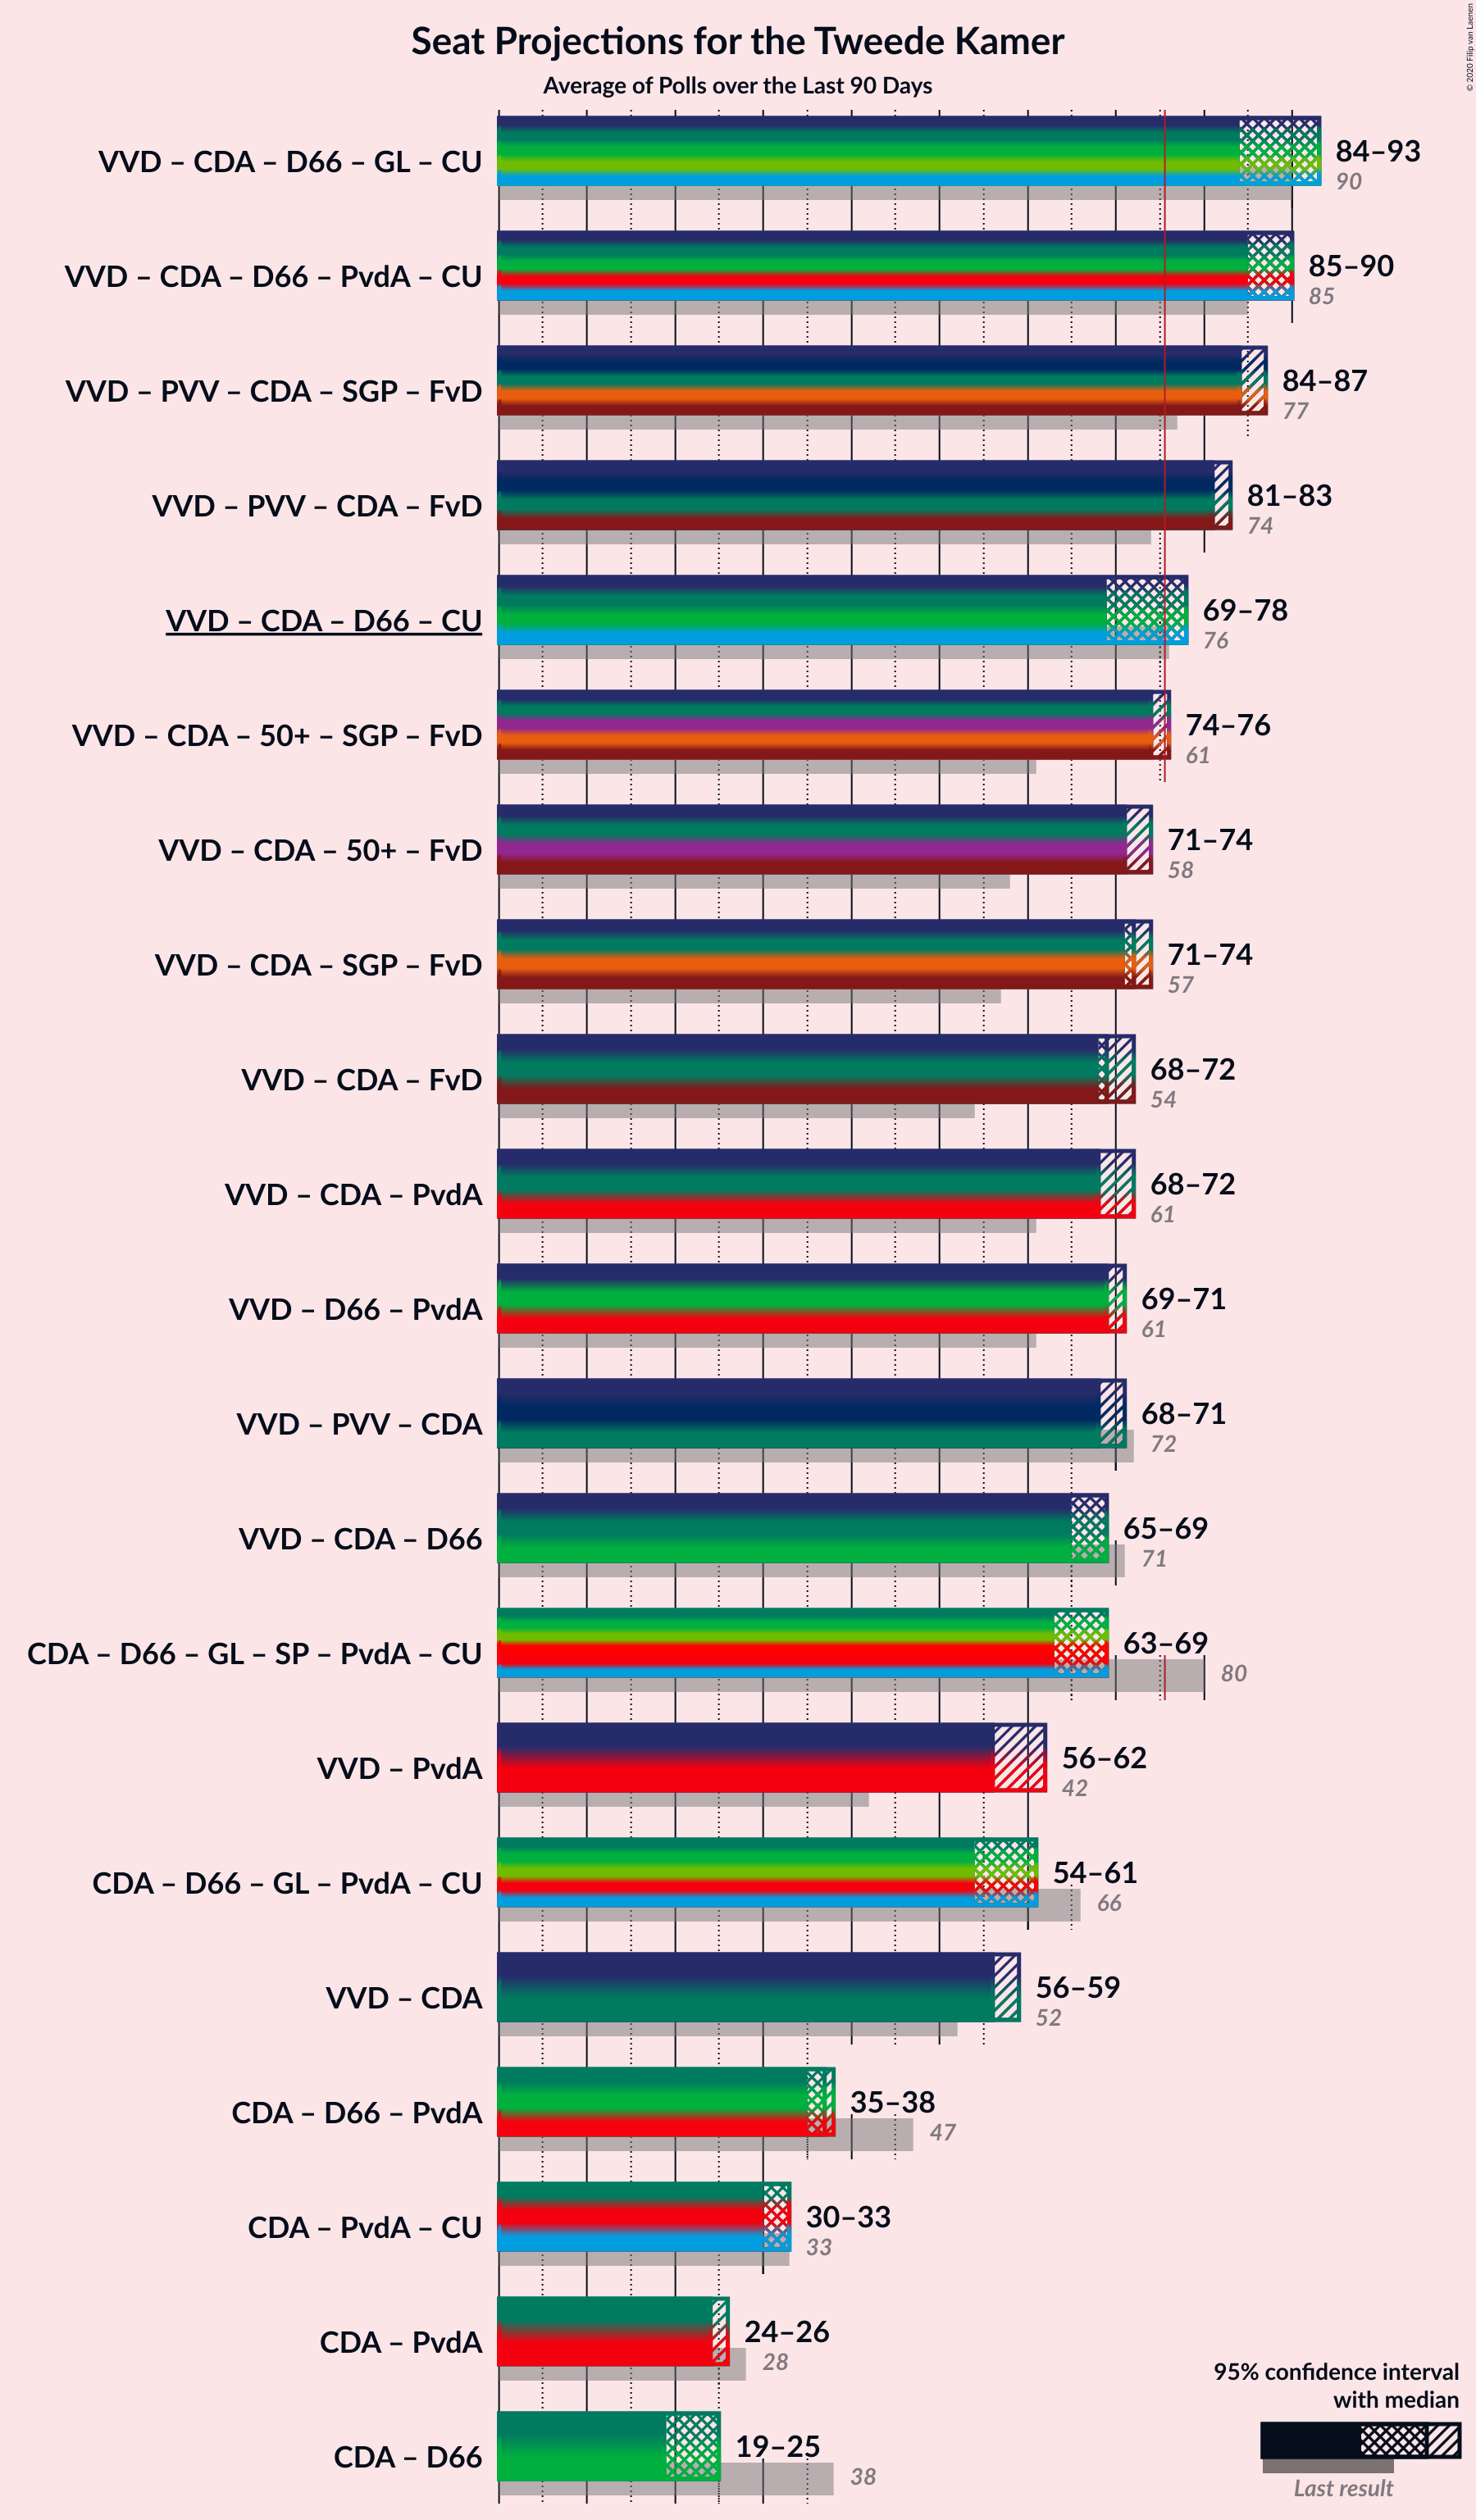 Seat Projections for the Tweede Kamer
Average of Polls over the Last 90 Days
© 2020 Filip van Laenen
VVD – CDA – D66 – GL – CU
84–93
90
VVD – CDA – D66 – PvdA – CU
85–90
85
VVD – PVV – CDA – SGP – FvD
84–87
77
VVD – PVV – CDA – FvD
81–83
74
VVD – CDA – D66 – CU
69–78
76
VVD – CDA – 50+ – SGP – FvD
74–76
61
VVD – CDA – 50+ – FvD
71–74
58
VVD – CDA – SGP – FvD
71–74
57
VVD – CDA – FvD
68–72
54
VVD – CDA – PvdA
68–72
61
VVD – D66 – PvdA
69–71
61
VVD – PVV – CDA
68–71
72
VVD – CDA – D66
65–69
71
CDA – D66 – GL – SP – PvdA – CU
63–69
80
VVD – PvdA
56–62
42
CDA – D66 – GL – PvdA – CU
54–61
66
VVD – CDA
56–59
52
CDA – D66 – PvdA
35–38
47
CDA – PvdA – CU
30–33
33
CDA – PvdA
24–26
28
CDA – D66
19–25
38
95% confidence interval
with median
Last result